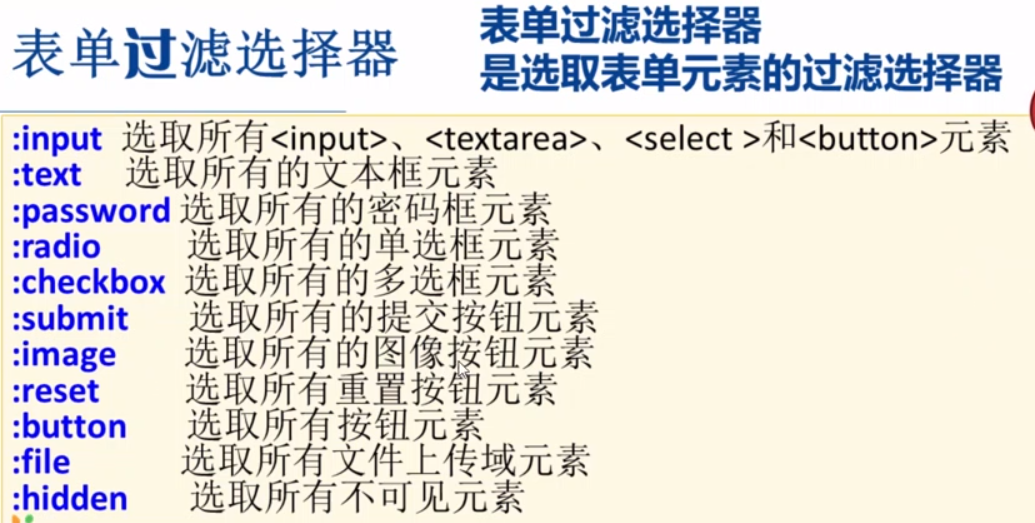 表单过滤选择器
表单过滤选择器
是选取表单元素的过滤选择器
:input 选取所有<input>、<textarea>、<select >和<button>元素
:text 选取所有的文本框元素
:password 选取所有的密码框元素
:radio 选取所有的单选框元素
:checkbox 选取所有的多选框元素
:submit 选取所有的提交按钮元素
:image 选取所有的图像按钮元素
:reset 选取所有重置按钮元素
:button 选取所有按钮元素
:file 选取所有文件上传域元素
:hidden 选取所有不可见元素